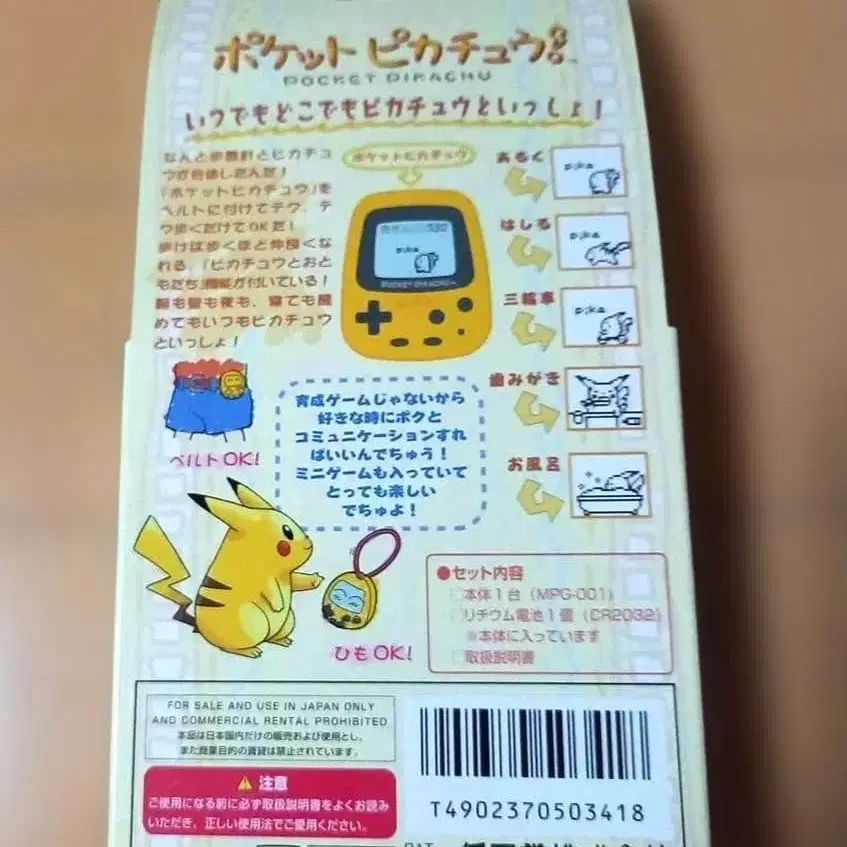 ポケットピカチュウ
POCKET PIKACHU
いつでもどこでもピカチュウといっしょ！
なんと歩数計とピカチュ
ウが合体したんだ！
「ポケットピカチュウ」を
ベルトに付けてテク、テ
ク歩くだけでOKだ！
歩けば歩くほど仲良くな
れる、「ピカチュウとおと
もだち」機能が付いている！
朝も昼も夜も、寝ても醒
めてもいつもピカチュウ
といっしょ！
ポケットピカチュウ
POCKET PIKACHU
あるく
pika
はしる
pika
三輪車
pika
歯みがき
お風呂
pika
ベルトOK!
育成ゲームじゃないから
好きな時にボクと
コミュニケーションすれ
ばいいんでちゅう！
ミニゲームも入っていて
とっても楽しい
でちゅよ！
ひもOK!
●セット内容
□本体1台（MPG-001）
□リチウム電池1個（CR2032）
※本体に入っています
□取扱説明書
FOR SALE AND USE IN JAPAN ONLY
AND COMMERCIAL RENTAL PROHIBITED
本品は日本国内だけの販売および使用とし、
また商業目的の賃貸は禁止されています。
注意
ご使用になる前に必ず取扱説明書をよくお読み
いただき、正しい使用法でご愛用ください。
T4902370503418